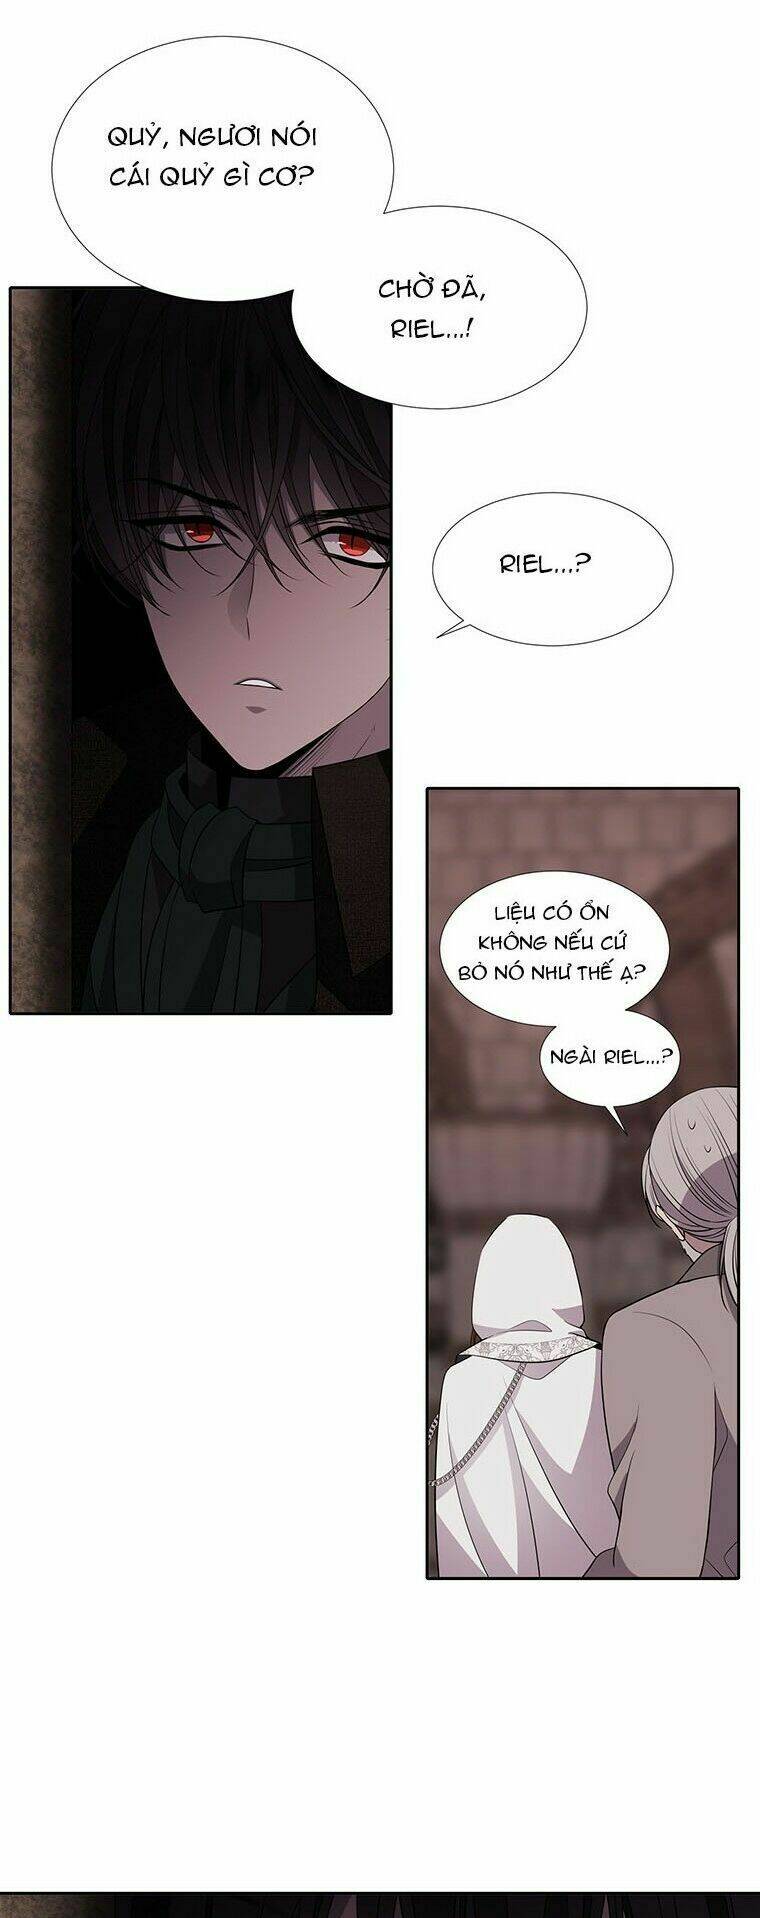 QUỶ, NGƯƠI NÓI
CÁI QUỶ GÌ CƠ?
CHỜ ĐÃ,
RIEL...!
RIEL...?
LIỆU CÓ ỔN
KHÔNG NẾU CỨ
BỎ NÓ NHƯ THẾ Ạ?
NGÀI RIEL...?